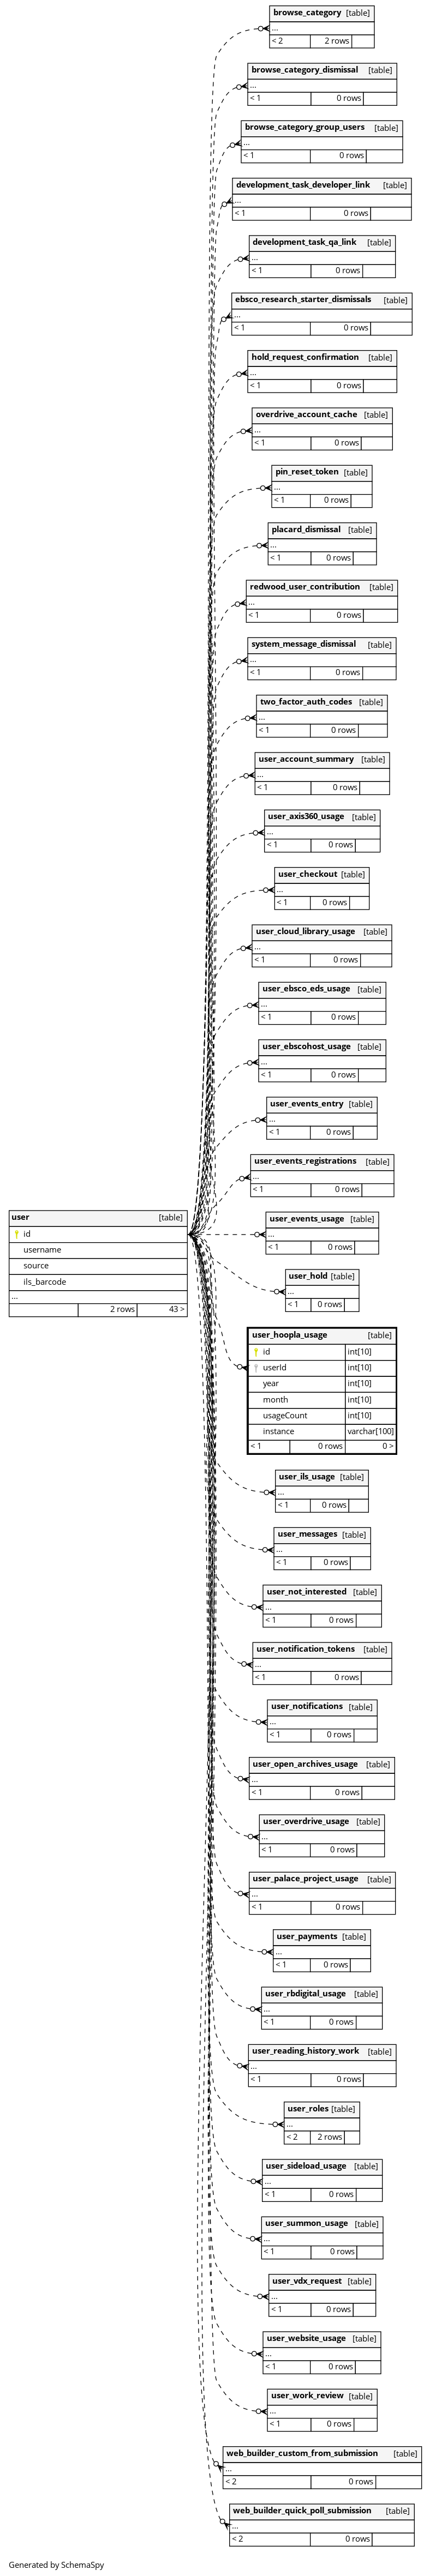 browse_category [table]
...
< 2 2 rows
browse_category_dismissal [table]
...
< 1 0 rows
browse_category_group_users [table]
...
< 1 0 rows
development_task_developer_link [table]
...
< 1 0 rows
development_task_qa_link [table]
...
< 1 0 rows
ebsco_research_starter_dismissals [table]
...
< 1 0 rows
hold_request_confirmation [table]
...
< 1 0 rows
overdrive_account_cache [table]
...
< 1 0 rows
pin_reset_token [table]
...
< 1 0 rows
placard_dismissal [table]
...
< 1 0 rows
redwood_user_contribution [table]
...
< 1 0 rows
system_message_dismissal [table]
...
< 1 0 rows
two_factor_auth_codes [table]
...
< 1 0 rows
user_account_summary [table]
...
< 1 0 rows
user_axis360_usage [table]
...
< 1 0 rows
user_checkout [table]
...
< 1 0 rows
user_cloud_library_usage [table]
...
< 1 0 rows
user_ebsco_eds_usage [table]
...
< 1 0 rows
user_ebscohost_usage [table]
...
< 1 0 rows
user_events_entry [table]
...
< 1 0 rows
user_events_registrations [table]
...
< 1 0 rows
user [table]
id
username
source
ils_barcode
...
2 rows 43 >
user_events_usage [table]
...
< 1 0 rows
user_hold [table]
...
< 1 0 rows
user_hoopla_usage [table]
id int[10]
userId int[10]
year int[10]
month int[10]
usageCount int[10]
instance varchar[100]
< 1 0 rows 0 >
user_ils_usage [table]
...
< 1 0 rows
user_messages [table]
...
< 1 0 rows
user_not_interested [table]
...
< 1 0 rows
user_notification_tokens [table]
...
< 1 0 rows
user_notifications [table]
...
< 1 0 rows
user_open_archives_usage [table]
...
< 1 0 rows
user_overdrive_usage [table]
...
< 1 0 rows
user_palace_project_usage [table]
...
< 1 0 rows
user_payments [table]
...
< 1 0 rows
user_rbdigital_usage [table]
...
< 1 0 rows
user_reading_history_work [table]
...
< 1 0 rows
user_roles [table]
...
< 2 2 rows
user_sideload_usage [table]
...
< 1 0 rows
user_summon_usage [table]
...
< 1 0 rows
user_vdx_request [table]
...
< 1 0 rows
user_website_usage [table]
...
< 1 0 rows
user_work_review [table]
...
< 1 0 rows
web_builder_custom_from_submission [table]
...
< 2 0 rows
web_builder_quick_poll_submission [table]
...
< 2 0 rows
Generated by SchemaSpy